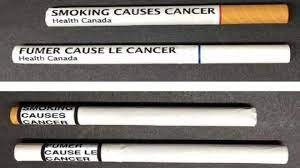 SMOKING CAUSES CANCER
Health Canada
FUMER CAUSE LE CANCER
Health Canada
SMOKING
CAUSES
CANCER
FUMER
CAUSE LE
CANCER